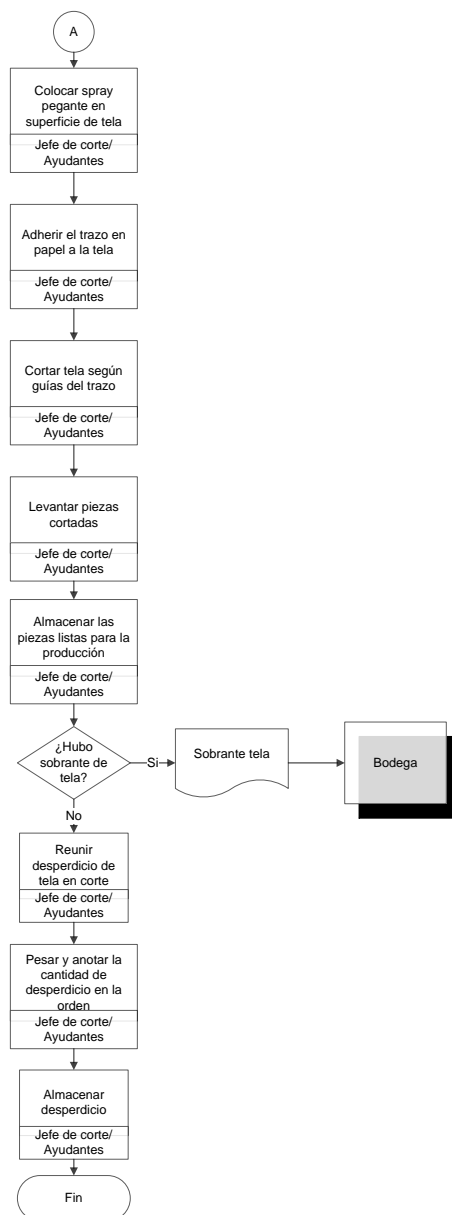 A
Colocar spray
pegante en
superficie de tela
Jefe de corte/
Ayudantes
Adherir el trazo en
papel a la tela
Jefe de corte/
Ayudantes
Cortar tela según
guías del trazo
Jefe de corte/
Ayudantes
Levantar piezas
cortadas
Jefe de corte/
Ayudantes
Almacenar las
piezas listas para la
producción
Jefe de corte/
Ayudantes
¿Hubo
sobrante de
tela?
Si
Sobrante tela
Bodega
No
Reunir
desperdicio de
tela en corte
Jefe de corte/
Ayudantes
Pesar y anotar la
cantidad de
desperdicio en la
orden
Jefe de corte/
Ayudantes
Almacenar
desperdicio
Jefe de corte/
Ayudantes
Fin